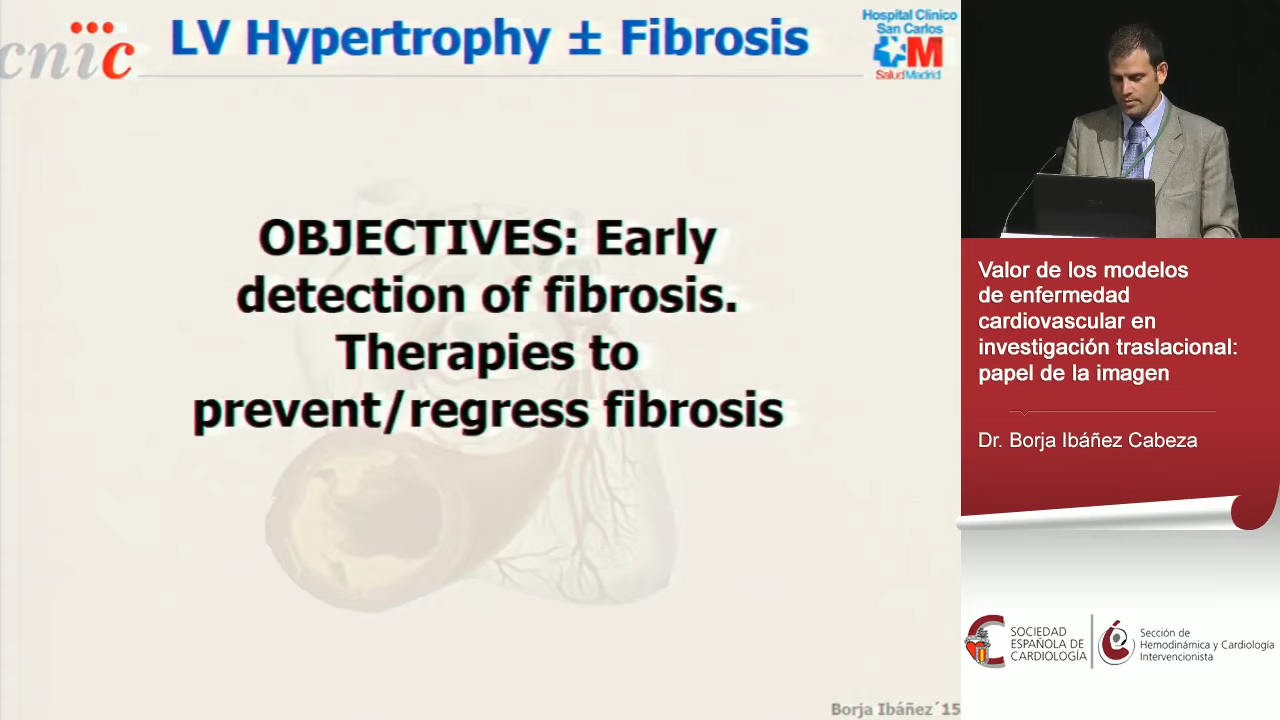 cnic
LV Hypertrophy ± Fibrosis
Hospital Clínico
San Carlos
M
SaludMadrid
OBJECTIVES: Early
detection of fibrosis.
Therapies to
prevent/regress fibrosis
Borja Ibáñez´15
Valor de los modelos
de enfermedad
cardiovascular en
investigación traslacional:
papel de la imagen
Dr. Borja Ibáñez Cabeza
SOCIEDAD
ESPAÑOLA DE
CARDIOLOGÍA
Sección de
Hemodinámica y Cardiología
Intervencionista